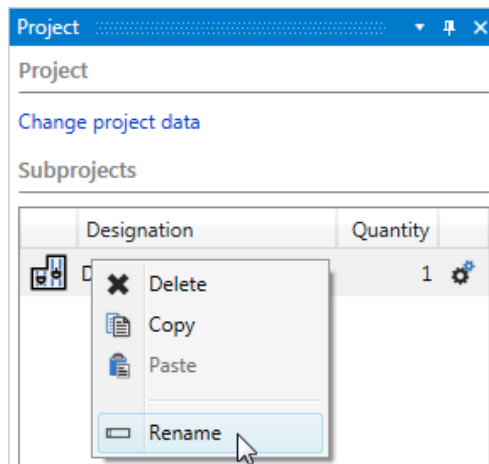 Project
Project
Change project data
Subprojects
Designation Quantity
D 1
Delete
Copy
Paste
Rename